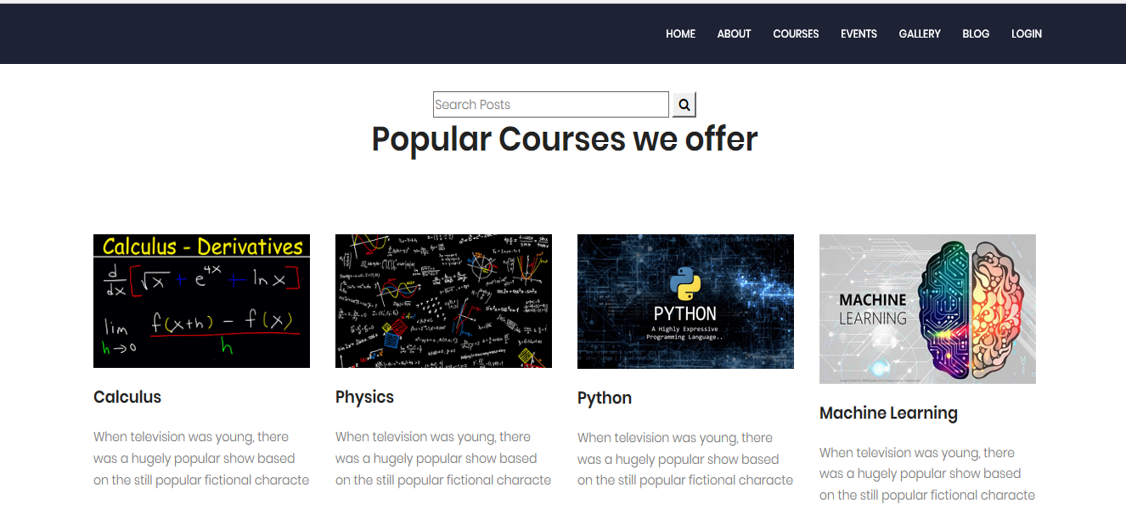 HOME ABOUT COURSES EVENTS GALLERY BLOG LOGIN
Search Posts
Popular Courses we offer
Calculus - Derivatives
d/dx [√x + e^4x + ln x]
lim h→0 f(x+h) - f(x) / h
PYTHON
A Highly Expressive
Programming Language..
MACHINE
LEARNING
Calculus
When television was young, there
was a hugely popular show based
on the still popular fictional characte
Physics
When television was young, there
was a hugely popular show based
on the still popular fictional characte
Python
When television was young, there
was a hugely popular show based
on the still popular fictional characte
Machine Learning
When television was young, there
was a hugely popular show based
on the still popular fictional characte